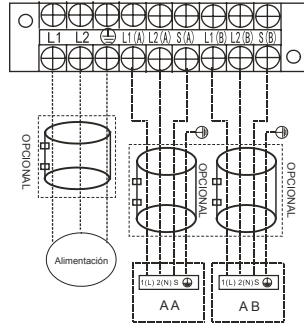 L1 L2 L1(A) L2(A) S(A) L1(B) L2(B) S(B)
OPCIONAL
OPCIONAL
OPCIONAL
Alimentación
1(L) 2(N) S
1(L) 2(N) S
AA
AB